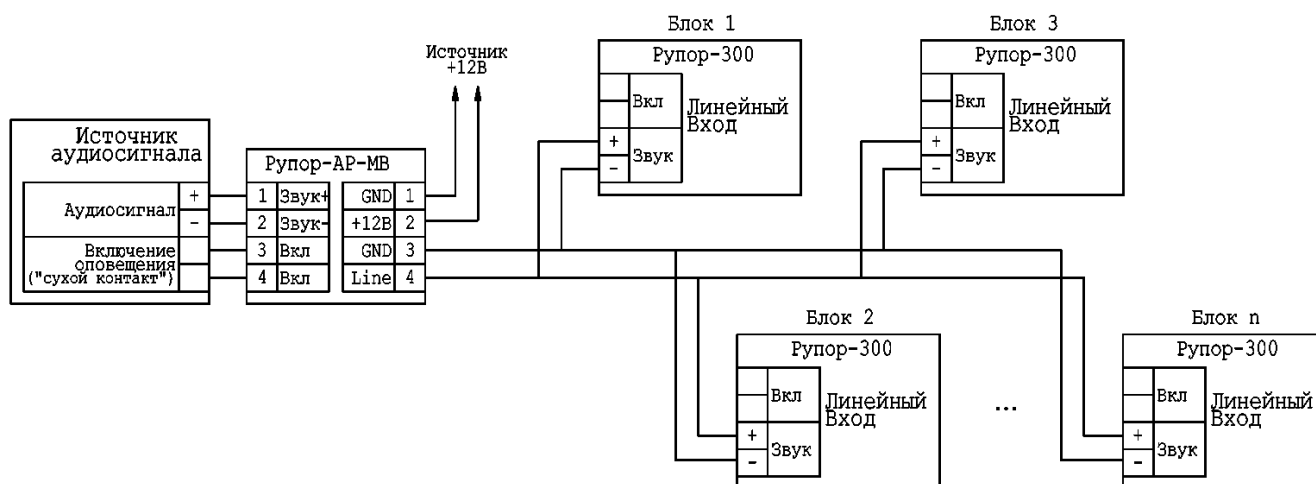 Блок 1
Блок 3
Источник
+12В
Рупор-300
Рупор-300
Вкл
Линейный
Вход
Вкл
Линейный
Вход
+
Звук
-
+
Звук
-
Источник
аудиосигнала
Рупор-АР-МВ
Аудиосигнал
+
-
1 Звук+ GND 1
2 Звук- +12В 2
Включение
оповещения
("сухой контакт")
3 Вкл GND 3
4 Вкл Line 4
Блок 2
Блок n
Рупор-300
Рупор-300
Вкл
Линейный
Вход
...
Вкл
Линейный
Вход
+
Звук
-
+
Звук
-